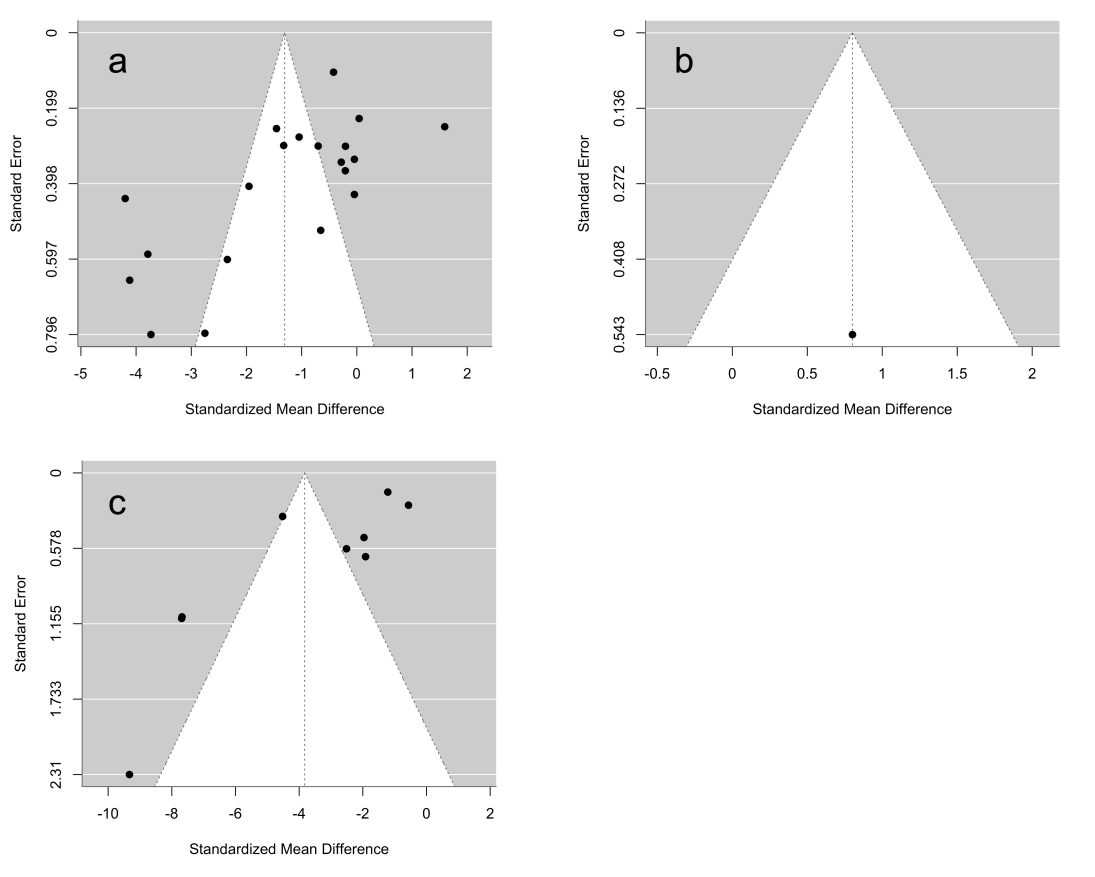 a
Standard Error
0
0.199
0.398
0.597
0.796
-5 -4 -3 -2 -1 0 1 2
Standardized Mean Difference
b
Standard Error
0
0.136
0.272
0.408
0.543
-0.5 0 0.5 1 1.5 2
Standardized Mean Difference
c
Standard Error
0
0.578
1.155
1.733
2.31
-10 -8 -6 -4 -2 0 2
Standardized Mean Difference